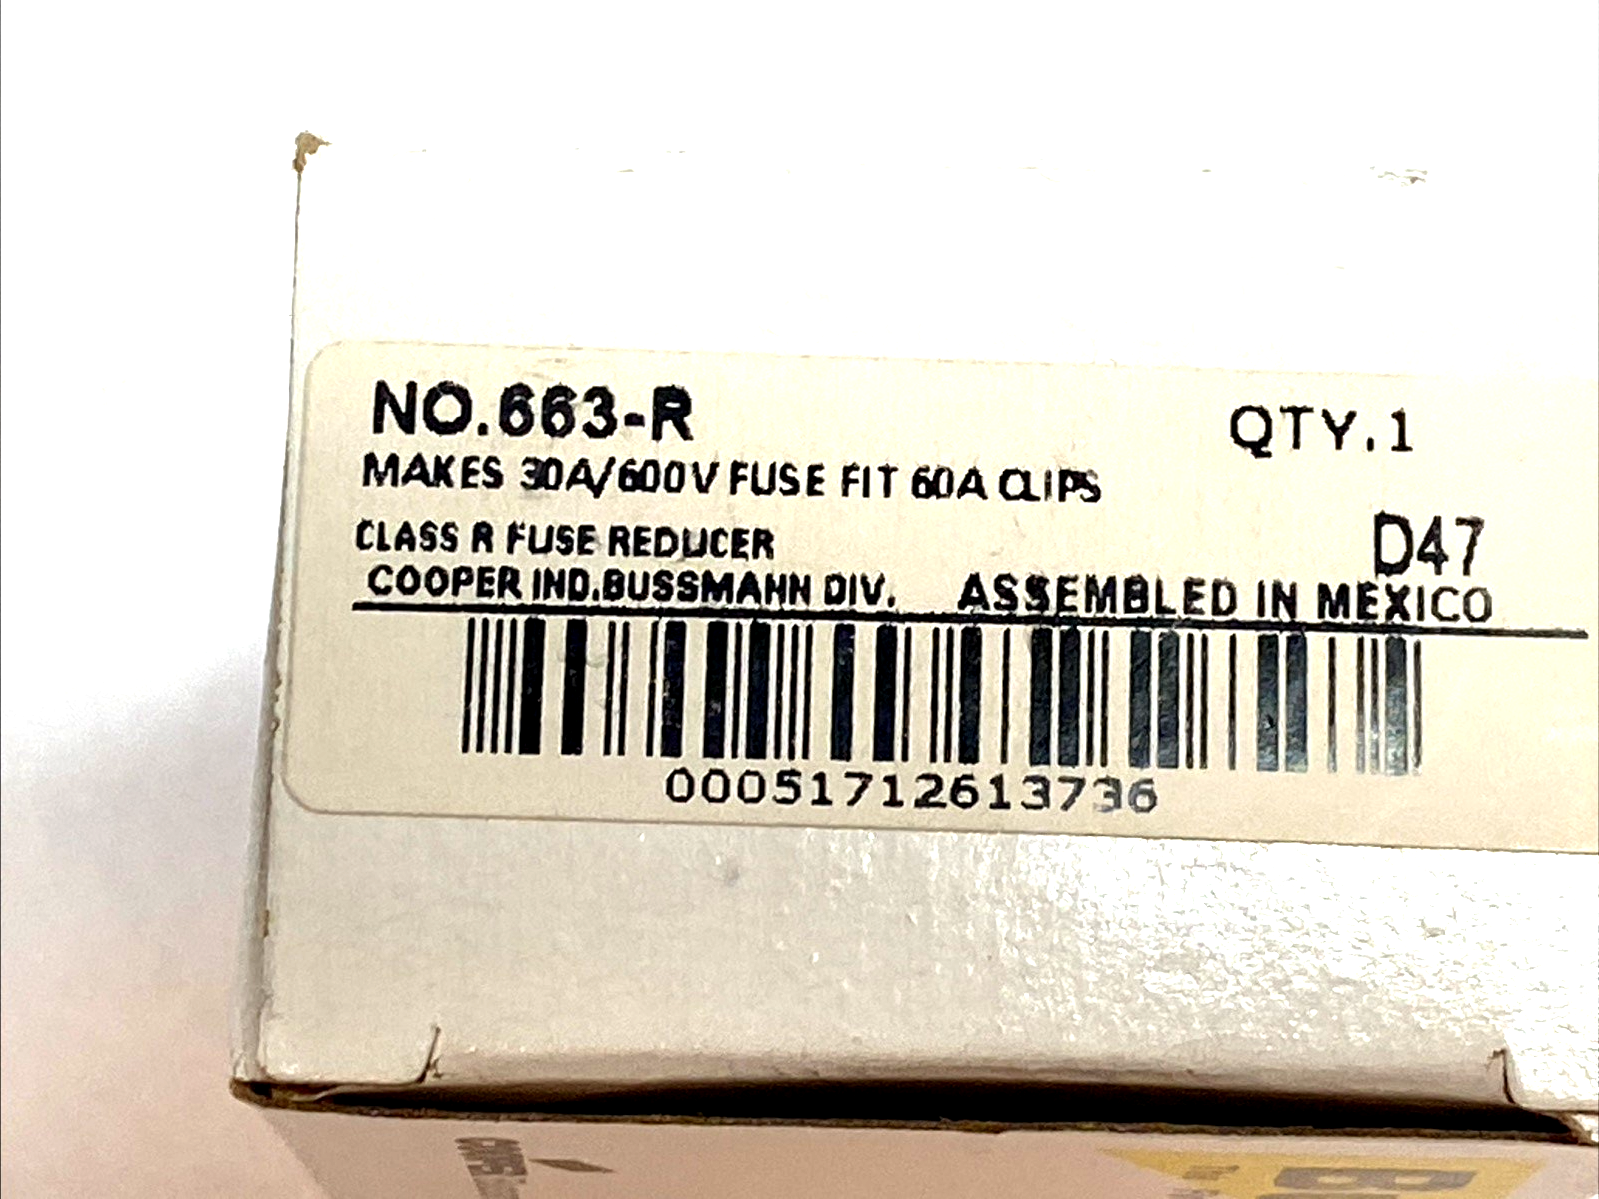 NO.663-R QTY.1
MAKES 30A/600V FUSE FIT 60A CLIPS
CLASS R FUSE REDUCER D47
COOPER IND.BUSSMANN DIV. ASSEMBLED IN MEXICO
00051712613736